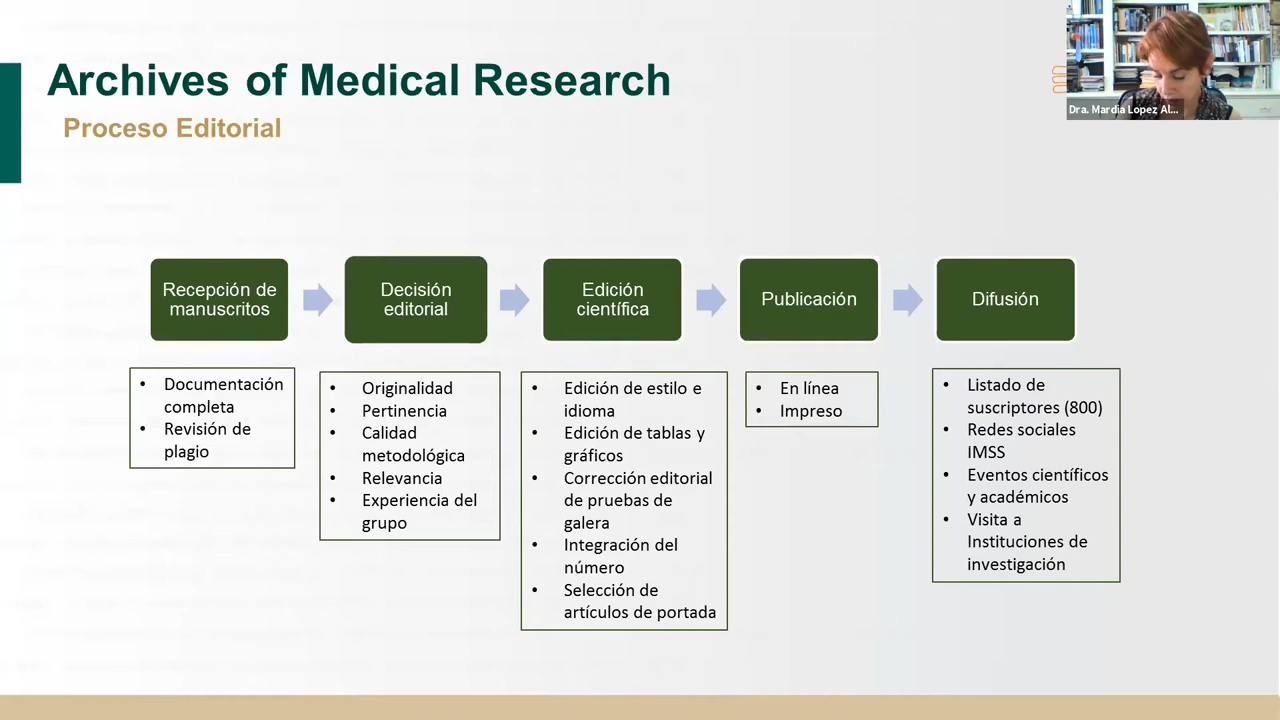 Archives of Medical Research
Proceso Editorial
Dra. Mardia Lopez Al...
Recepción de
manuscritos
Decisión
editorial
Edición
científica
Publicación
Difusión
• Documentación
completa
• Revisión de
plagio
• Originalidad
• Pertinencia
• Calidad
metodológica
• Relevancia
• Experiencia del
grupo
• Edición de estilo e
idioma
• Edición de tablas y
gráficos
• Corrección editorial
de pruebas de
galera
• Integración del
número
• Selección de
artículos de portada
• En línea
• Impreso
• Listado de
suscriptores (800)
• Redes sociales
IMSS
• Eventos científicos
y académicos
• Visita a
Instituciones de
investigación